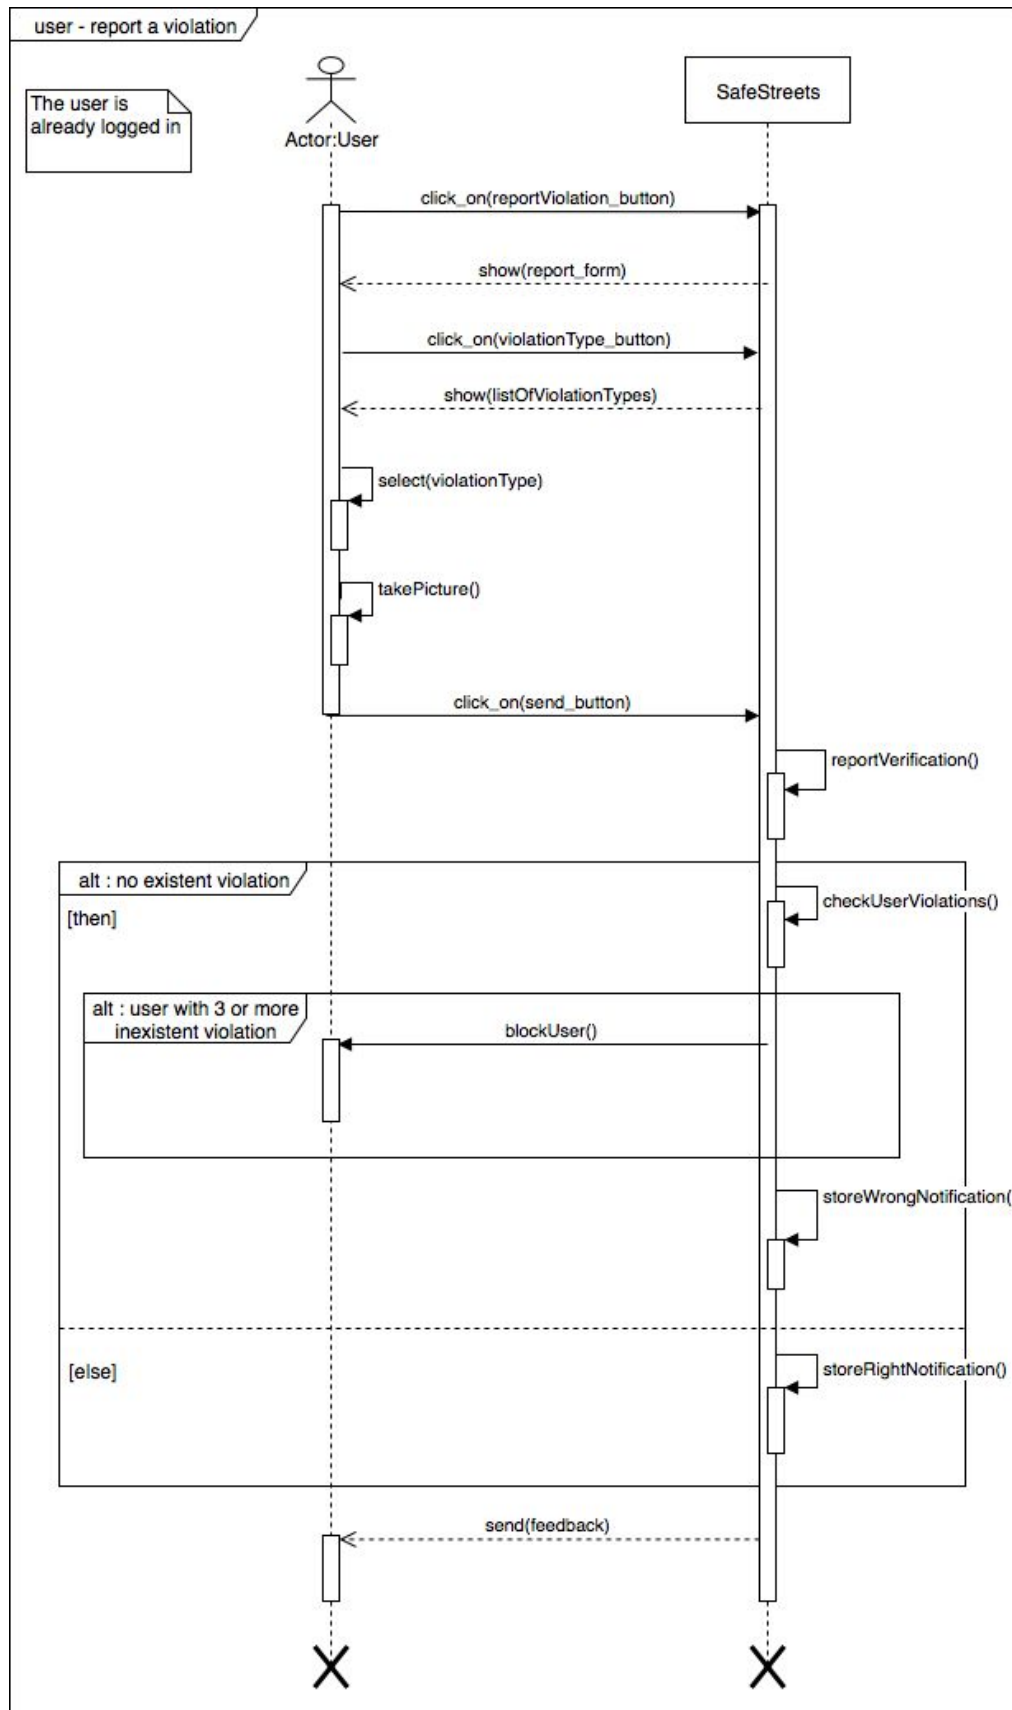 user - report a violation
The user is
already logged in
Actor:User
SafeStreets
click_on(reportViolation_button)
show(report_form)
click_on(violationType_button)
show(listOfViolationTypes)
select(violationType)
takePicture()
click_on(send_button)
reportVerification()
alt : no existent violation
[then]
checkUserViolations()
alt : user with 3 or more
inexistent violation
blockUser()
storeWrongNotification(
[else]
storeRightNotification()
send(feedback)